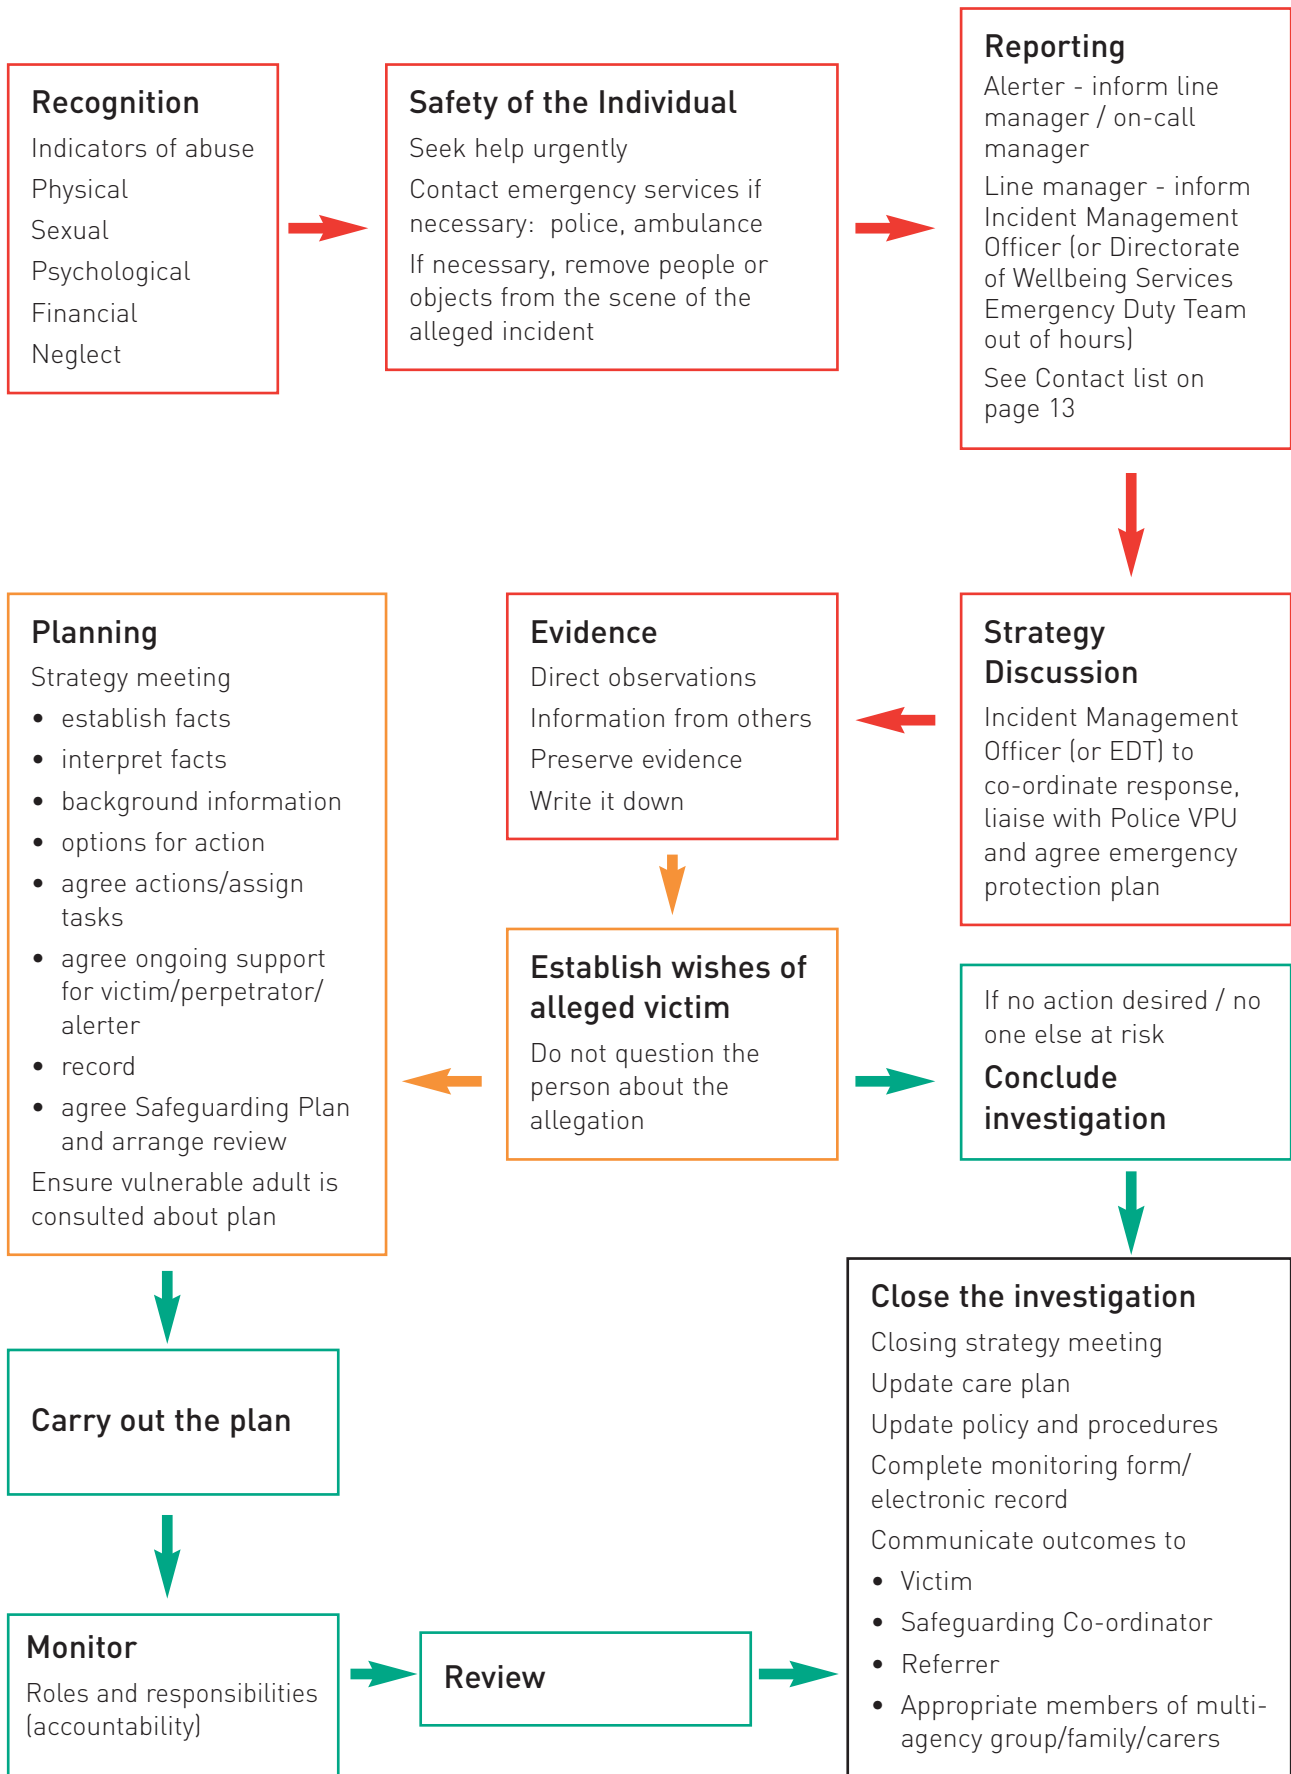 Recognition
Indicators of abuse
Physical
Sexual
Psychological
Financial
Neglect
Safety of the Individual
Seek help urgently
Contact emergency services if
necessary: police, ambulance
If necessary, remove people or
objects from the scene of the
alleged incident
Reporting
Alerter - inform line
manager / on-call
manager
Line manager - inform
Incident Management
Officer (or Directorate
of Wellbeing Services
Emergency Duty Team
out of hours)
See Contact list on
page 13
Strategy
Discussion
Incident Management
Officer (or EDT) to
co-ordinate response,
liaise with Police VPU
and agree emergency
protection plan
Evidence
Direct observations
Information from others
Preserve evidence
Write it down
Establish wishes of
alleged victim
Do not question the
person about the
allegation
Planning
Strategy meeting
• establish facts
• interpret facts
• background information
• options for action
• agree actions/assign
tasks
• agree ongoing support
for victim/perpetrator/
alerter
• record
• agree Safeguarding Plan
and arrange review
Ensure vulnerable adult is
consulted about plan
If no action desired / no
one else at risk
Conclude
investigation
Carry out the plan
Monitor
Roles and responsibilities
(accountability)
Review
Close the investigation
Closing strategy meeting
Update care plan
Update policy and procedures
Complete monitoring form/
electronic record
Communicate outcomes to
• Victim
• Safeguarding Co-ordinator
• Referrer
• Appropriate members of multi-
agency group/family/carers